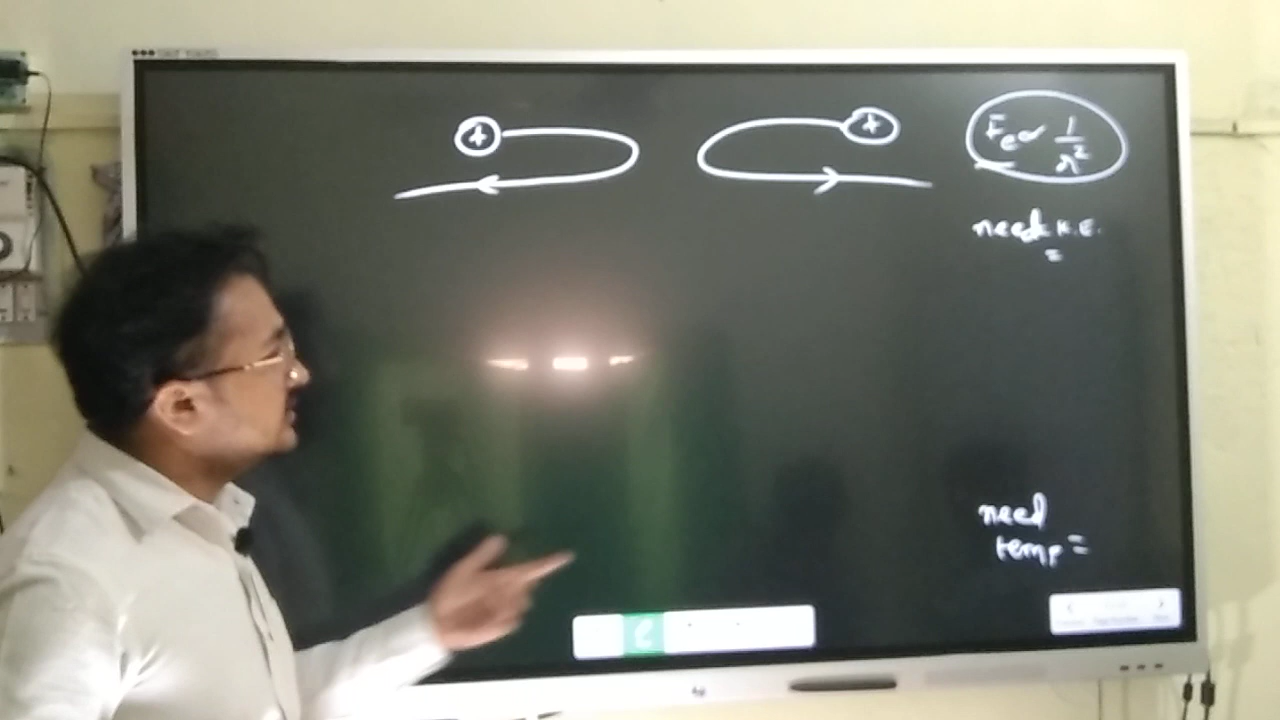 + +
Fe ∝ 1/r²
need K.E.
=
need
temp =